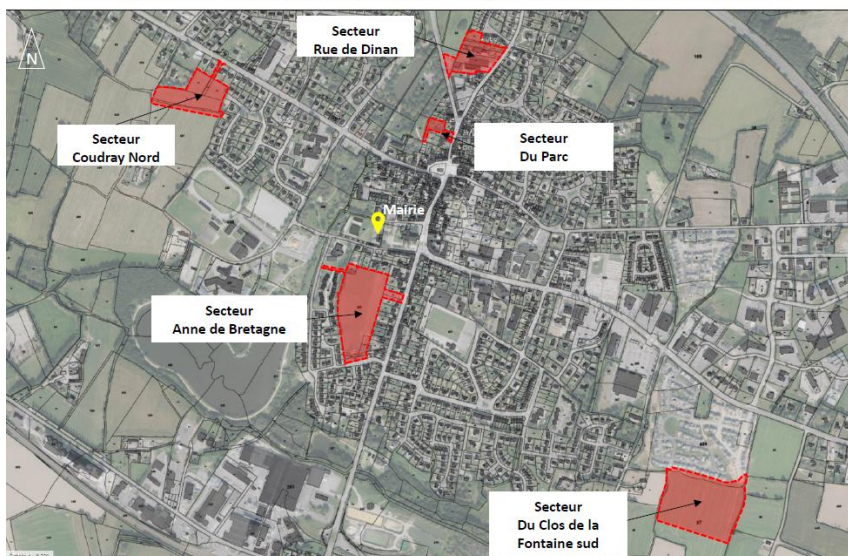 Secteur
Rue de Dinan
N
Secteur
Coudray Nord
Secteur
Du Parc
Mairie
Secteur
Anne de Bretagne
Secteur
Du Clos de la
Fontaine sud